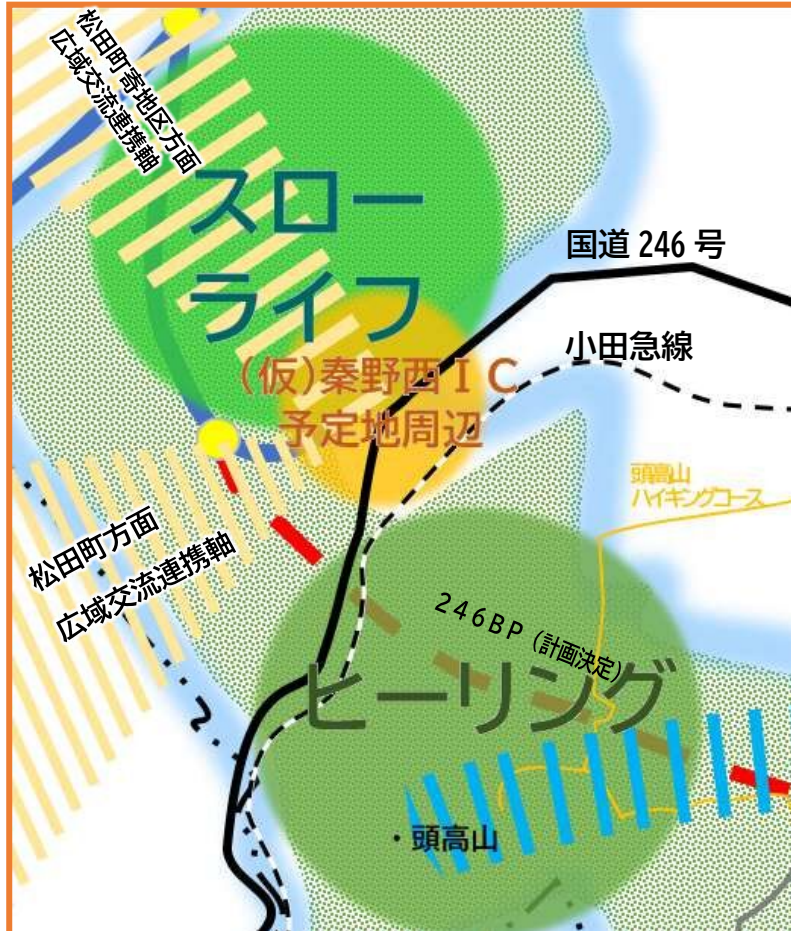 松田町寄地区方面
広域交流連携軸
スロー
ライフ
国道 246 号
小田急線
(仮)秦野西ＩＣ
予定地周辺
頭高山
ハイキングコース
松田町方面
広域交流連携軸
246BP (計画決定)
ヒーリング
・頭高山